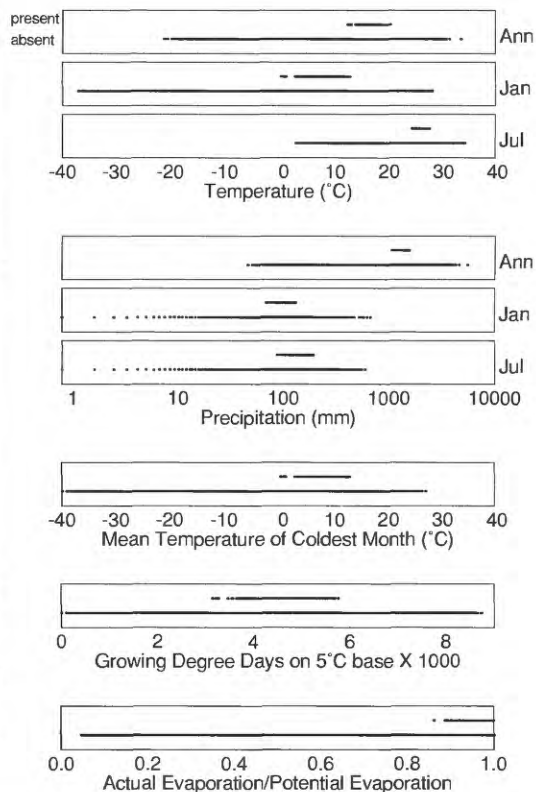 present
absent
Ann
Jan
Jul
-40 -30 -20 -10 0 10 20 30 40
Temperature (˚C)
Ann
Jan
Jul
1 10 100 1000 10000
Precipitation (mm)
-40 -30 -20 -10 0 10 20 30 40
Mean Temperature of Coldest Month (˚C)
0 2 4 6 8
Growing Degree Days on 5˚C base X 1000
0.0 0.2 0.4 0.6 0.8 1.0
Actual Evaporation/Potential Evaporation